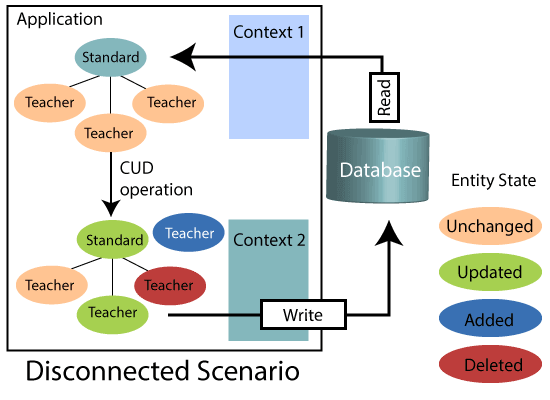 Application
Context 1
Standard
Teacher
Teacher
Teacher
Read
CUD
operation
Database
Entity State
Standard
Teacher
Context 2
Unchanged
Teacher
Teacher
Teacher
Updated
Write
Added
Deleted
Disconnected Scenario